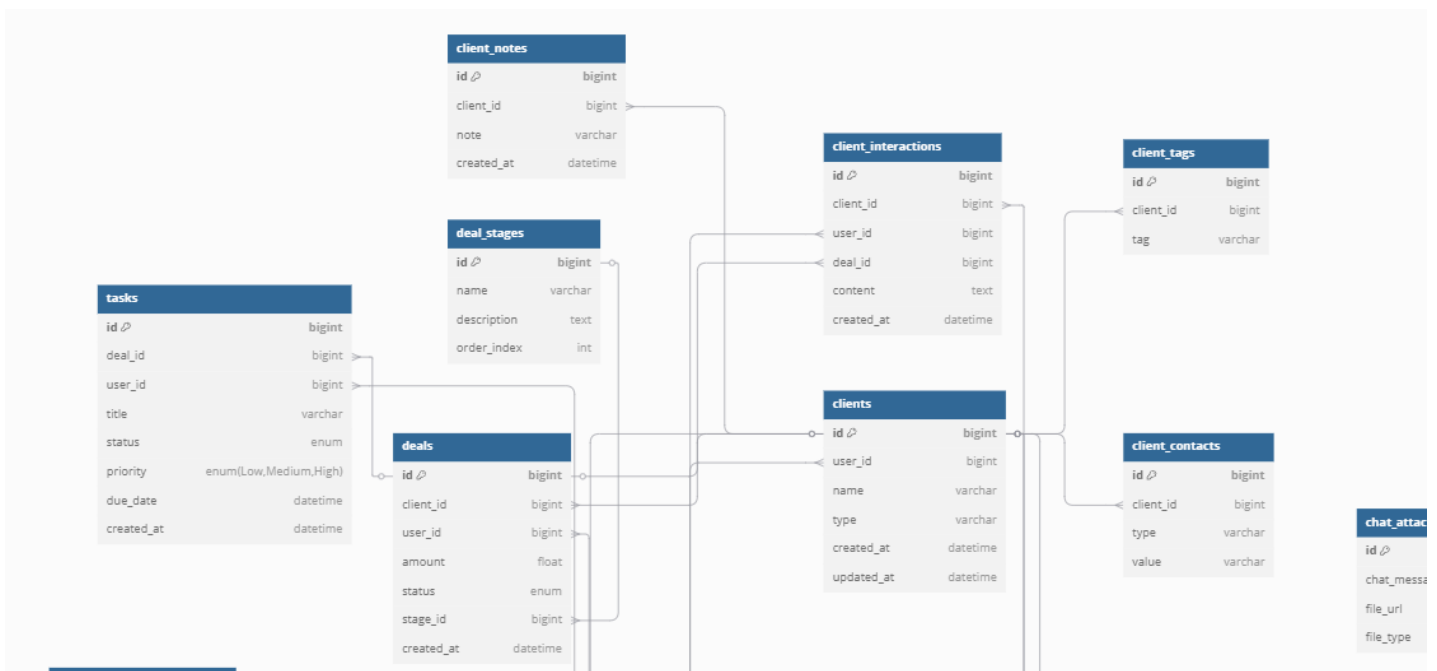 client_notes
id bigint
client_id bigint
note varchar
created_at datetime
deal_stages
id bigint
name varchar
description text
order_index int
tasks
id bigint
deal_id bigint
user_id bigint
title varchar
status enum
priority enum(Low,Medium,High)
due_date datetime
created_at datetime
deals
id bigint
client_id bigint
user_id bigint
amount float
status enum
stage_id bigint
created_at datetime
client_interactions
id bigint
client_id bigint
user_id bigint
deal_id bigint
content text
created_at datetime
clients
id bigint
user_id bigint
name varchar
type varchar
created_at datetime
updated_at datetime
client_tags
id bigint
client_id bigint
tag varchar
client_contacts
id bigint
client_id bigint
type varchar
value varchar
chat_attac
id
chat_messa
file_url
file_type